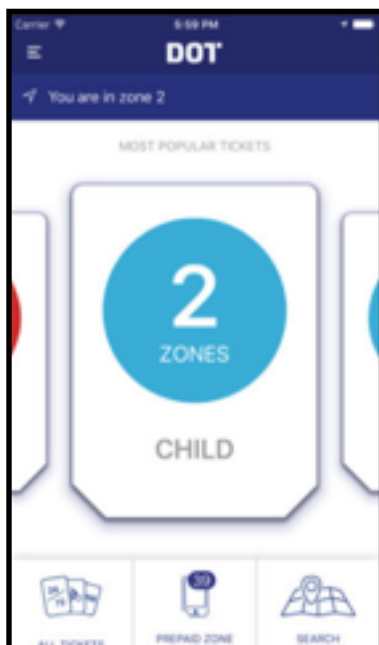 Carrier 5:59 PM
DOT
You are in zone 2
MOST POPULAR TICKETS
2
ZONES
CHILD
39
ALL TICKETS
PREPAID ZONE
SEARCH